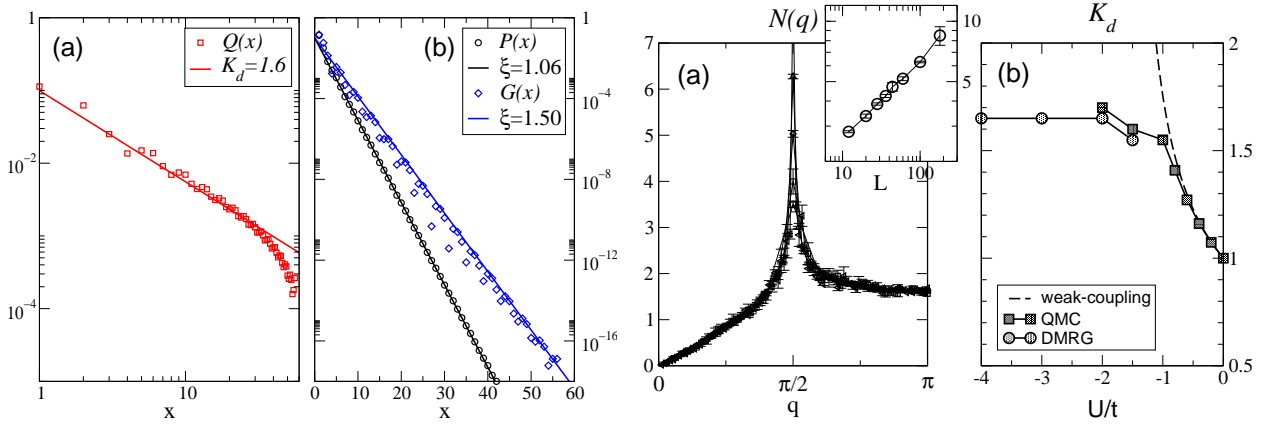 (a)
Q(x)
K_d=1.6
1
10^-2
10^-4
1
10
x
(b)
P(x)
ξ=1.06
G(x)
ξ=1.50
10^-1
10^-4
10^-8
10^-12
10^-16
0
10
20
30
40
50
60
x
N(q)
(a)
7
6
5
4
3
2
1
0
0
π/2
π
q
10
5
10
100
L
K_d
(b)
2
1.5
1
0.5
weak-coupling
QMC
DMRG
-4
-3
-2
-1
0
U/t